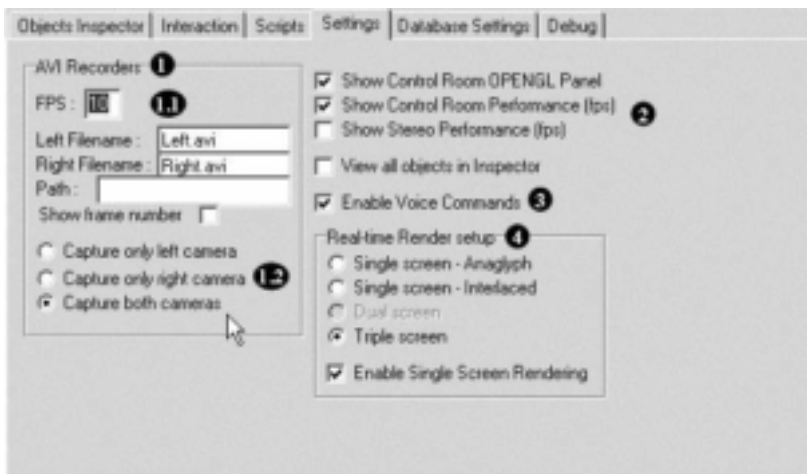 Objects Inspector Interaction Scripts Settings Database Settings Debug
AVI Recorders 1
FPS : 10 1.1
Left Filename : Left.avi
Right Filename : Right.avi
Path :
Show frame number
Capture only left camera
Capture only right camera 1.2
Capture both cameras
Show Control Room OPENGL Panel
Show Control Room Performance (fps) 2
Show Stereo Performance (fps)
View all objects in Inspector
Enable Voice Commands 3
Real-time Render setup 4
Single screen - Anaglyph
Single screen - Interlaced
Dual screen
Triple screen
Enable Single Screen Rendering